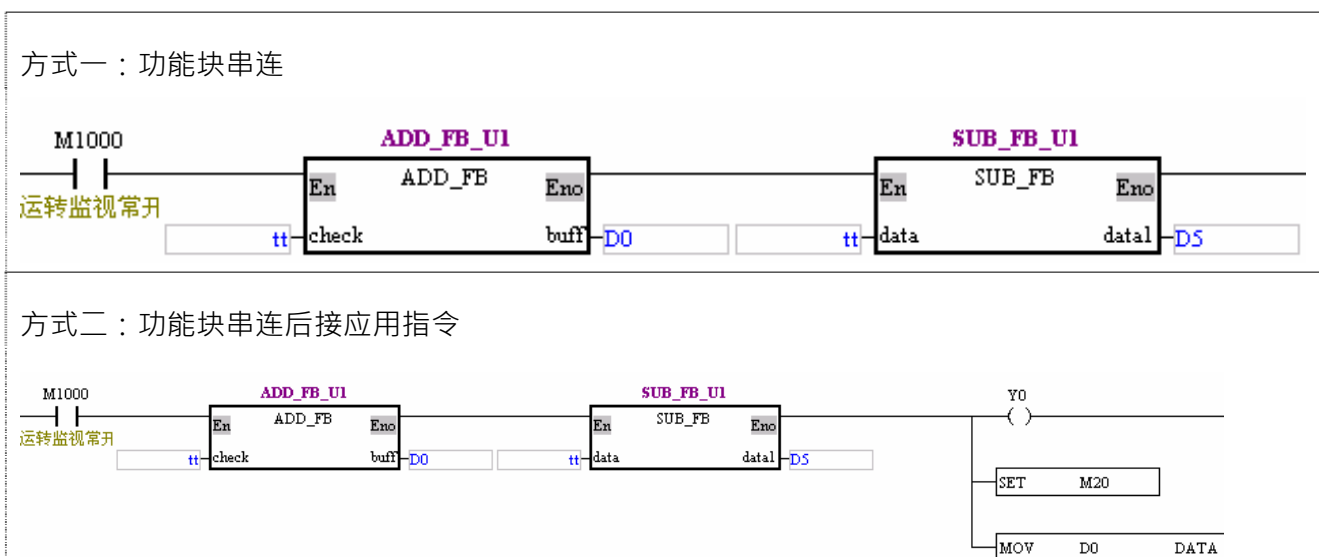 方式一：功能块串连
M1000 ADD_FB_U1 SUB_FB_U1
En ADD_FB Eno En SUB_FB Eno
运转监视常开
tt check buff D0 tt data data1 D5
方式二：功能块串连后接应用指令
M1000 ADD_FB_U1 SUB_FB_U1 Y0
En ADD_FB Eno En SUB_FB Eno
运转监视常开
tt check buff D0 tt data data1 D5
SET M20
MOV D0 DATA